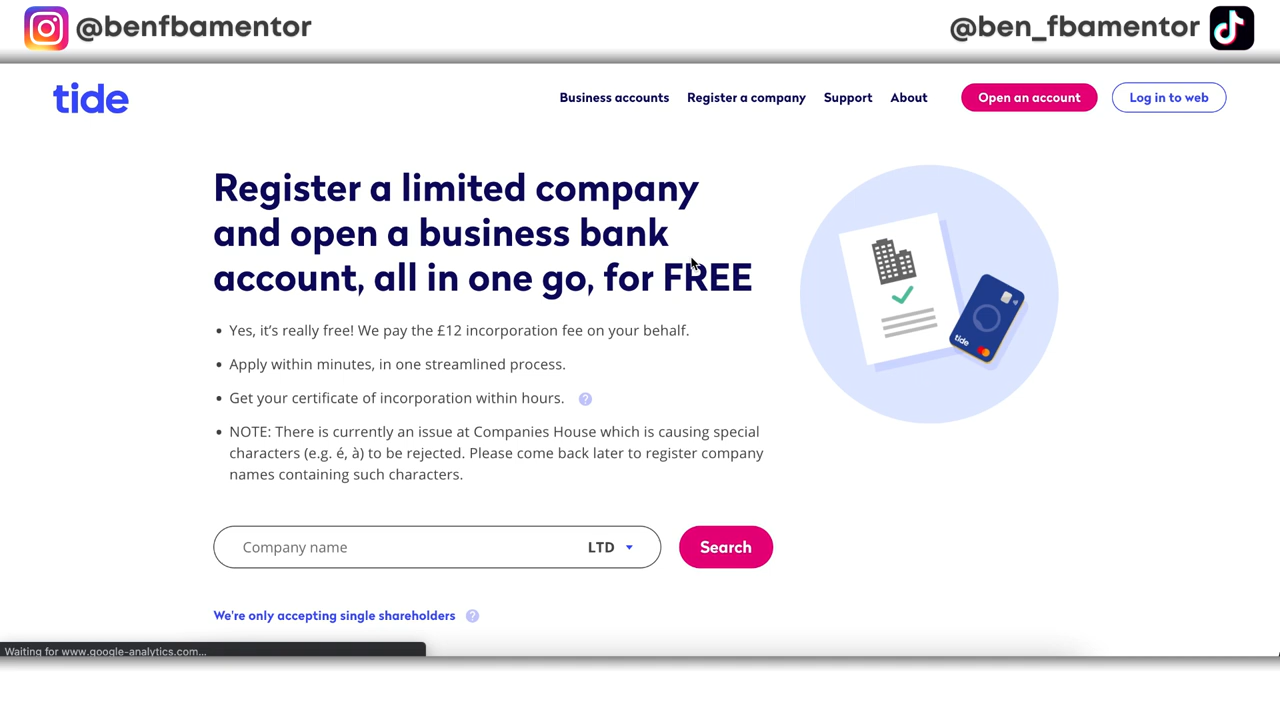 @benfbamentor
@ben_fbamentor
tide
Business accounts
Register a company
Support
About
Open an account
Log in to web
Register a limited company
and open a business bank
account, all in one go, for FREE
• Yes, it's really free! We pay the £12 incorporation fee on your behalf.
• Apply within minutes, in one streamlined process.
• Get your certificate of incorporation within hours. ?
• NOTE: There is currently an issue at Companies House which is causing special
characters (e.g. é, à) to be rejected. Please come back later to register company
names containing such characters.
tide
Company name
LTD
Search
We're only accepting single shareholders ?
Waiting for www.google-analytics.com...